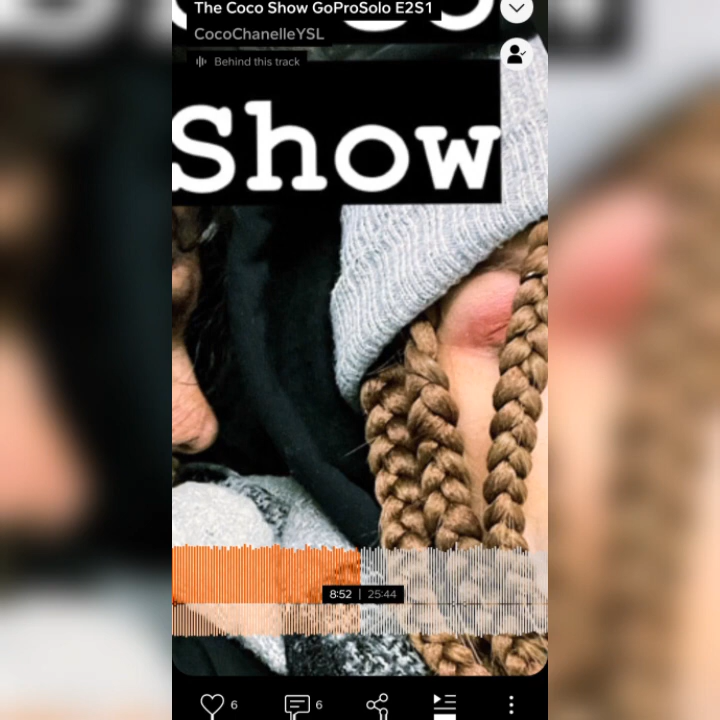 The Coco Show GoProSolo E2S1
CocoChanelleYSL
Behind this track
Show
8:52 | 25:44
6
6